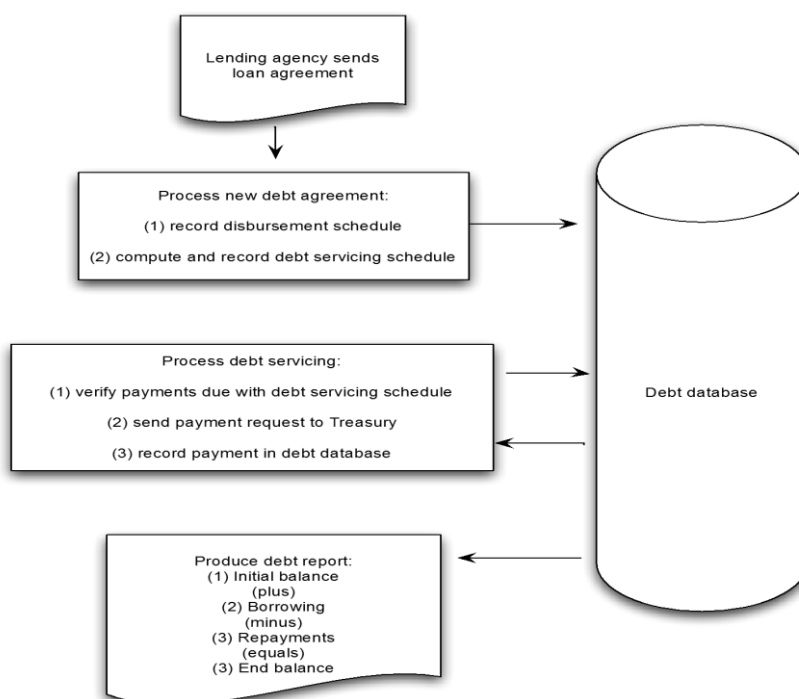 Lending agency sends
loan agreement
Process new debt agreement:
(1) record disbursement schedule
(2) compute and record debt servicing schedule
Process debt servicing:
(1) verify payments due with debt servicing schedule
(2) send payment request to Treasury
(3) record payment in debt database
Debt database
Produce debt report:
(1) Initial balance
(plus)
(2) Borrowing
(minus)
(3) Repayments
(equals)
(3) End balance